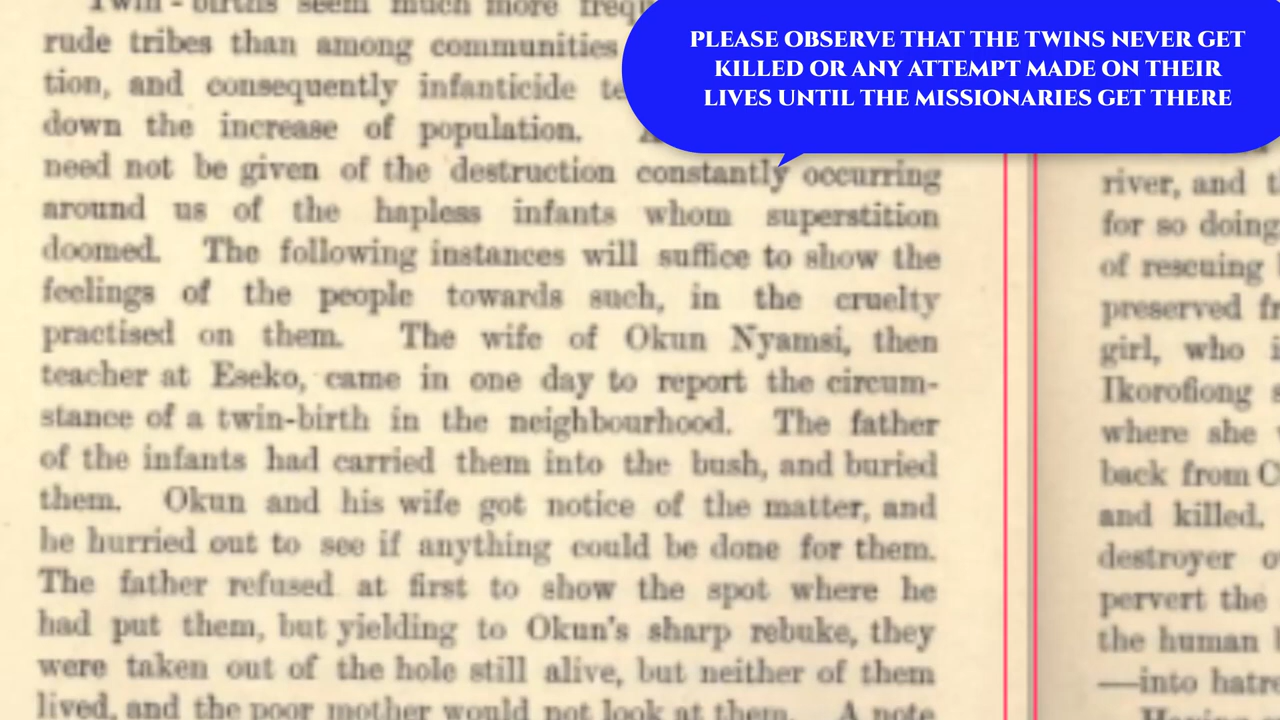 PLEASE OBSERVE THAT THE TWINS NEVER GET
KILLED OR ANY ATTEMPT MADE ON THEIR
LIVES UNTIL THE MISSIONARIES GET THERE
Twin-births seem much more
rude tribes than among communities
tion, and consequently infanticide
down the increase of population.
need not be given of the destruction constantly occurring
around us of the hapless infants whom superstition
doomed. The following instances will suffice to show the
feelings of the people towards such, in the cruelty
practised on them. The wife of Okun Nyamsi, then
teacher at Eseko, came in one day to report the circum-
stance of a twin-birth in the neighbourhood. The father
of the infants had carried them into the bush, and buried
them. Okun and his wife got notice of the matter, and
he hurried out to see if anything could be done for them.
The father refused at first to show the spot where he
had put them, but yielding to Okun's sharp rebuke, they
were taken out of the hole still alive, but neither of them
lived, and the poor mother would not look at them. A note
river, and
for so doing
of rescuing
preserved
girl, who
Ikorofiong
where she
back from
and killed.
destroyer
pervert the
the human
—into